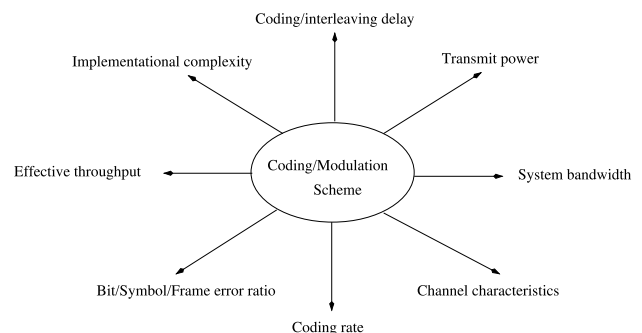 Coding/interleaving delay
Implementational complexity
Transmit power
Coding/Modulation
Scheme
Effective throughput
System bandwidth
Bit/Symbol/Frame error ratio
Channel characteristics
Coding rate